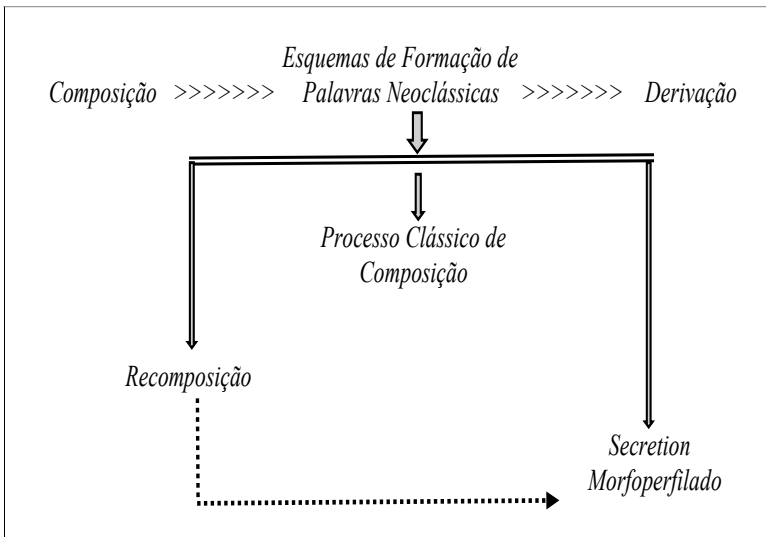 Esquemas de Formação de
Composição >>>>>>> Palavras Neoclássicas >>>>>>> Derivação
Processo Clássico de
Composição
Recomposição
Secretion
Morfoperfilado